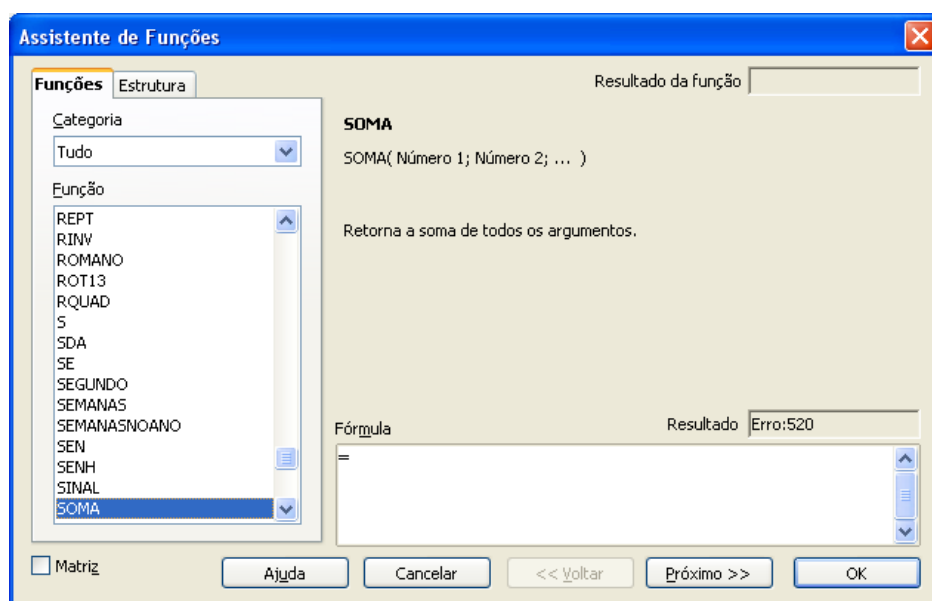 Assistente de Funções
Funções
Estrutura
Resultado da função
Categoria
Tudo
SOMA
SOMA( Número 1; Número 2; ... )
Função
REPT
RINV
ROMANO
ROT13
RQUAD
S
SDA
SE
SEGUNDO
SEMANAS
SEMANASNOANO
SEN
SENH
SINAL
SOMA
Retorna a soma de todos os argumentos.
Fórmula
Resultado
Erro:520
=
Matriz
Ajuda
Cancelar
<< Voltar
Próximo >>
OK